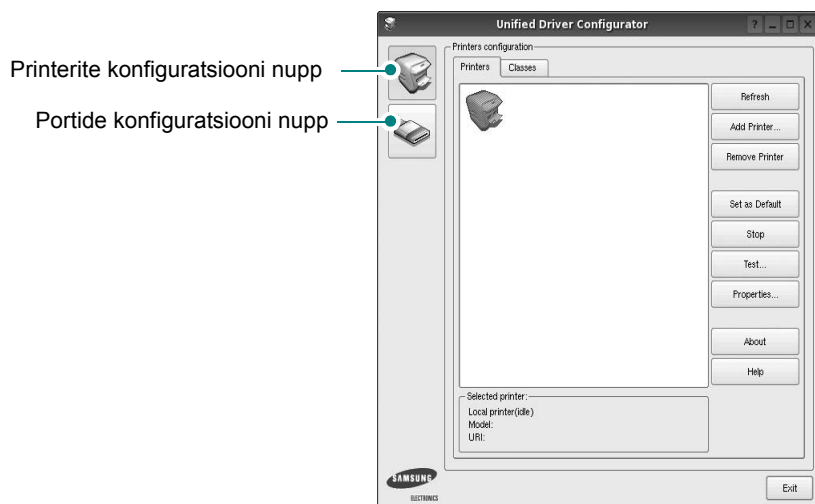 Unified Driver Configurator
Printerite konfiguratsiooni nupp
Portide konfiguratsiooni nupp
Printers configuration
Printers
Classes
Refresh
Add Printer...
Remove Printer
Set as Default
Stop
Test...
Properties...
About
Help
Selected printer:
Local printer(idle)
Model:
URI:
SAMSUNG
ELECTRONICS
Exit